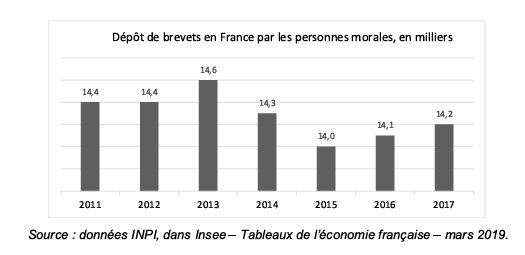 Dépôt de brevets en France par les personnes morales, en milliers
14,4
14,4
14,6
14,3
14,0
14,1
14,2
2011 2012 2013 2014 2015 2016 2017
Source : données INPI, dans Insee – Tableaux de l'économie française – mars 2019.